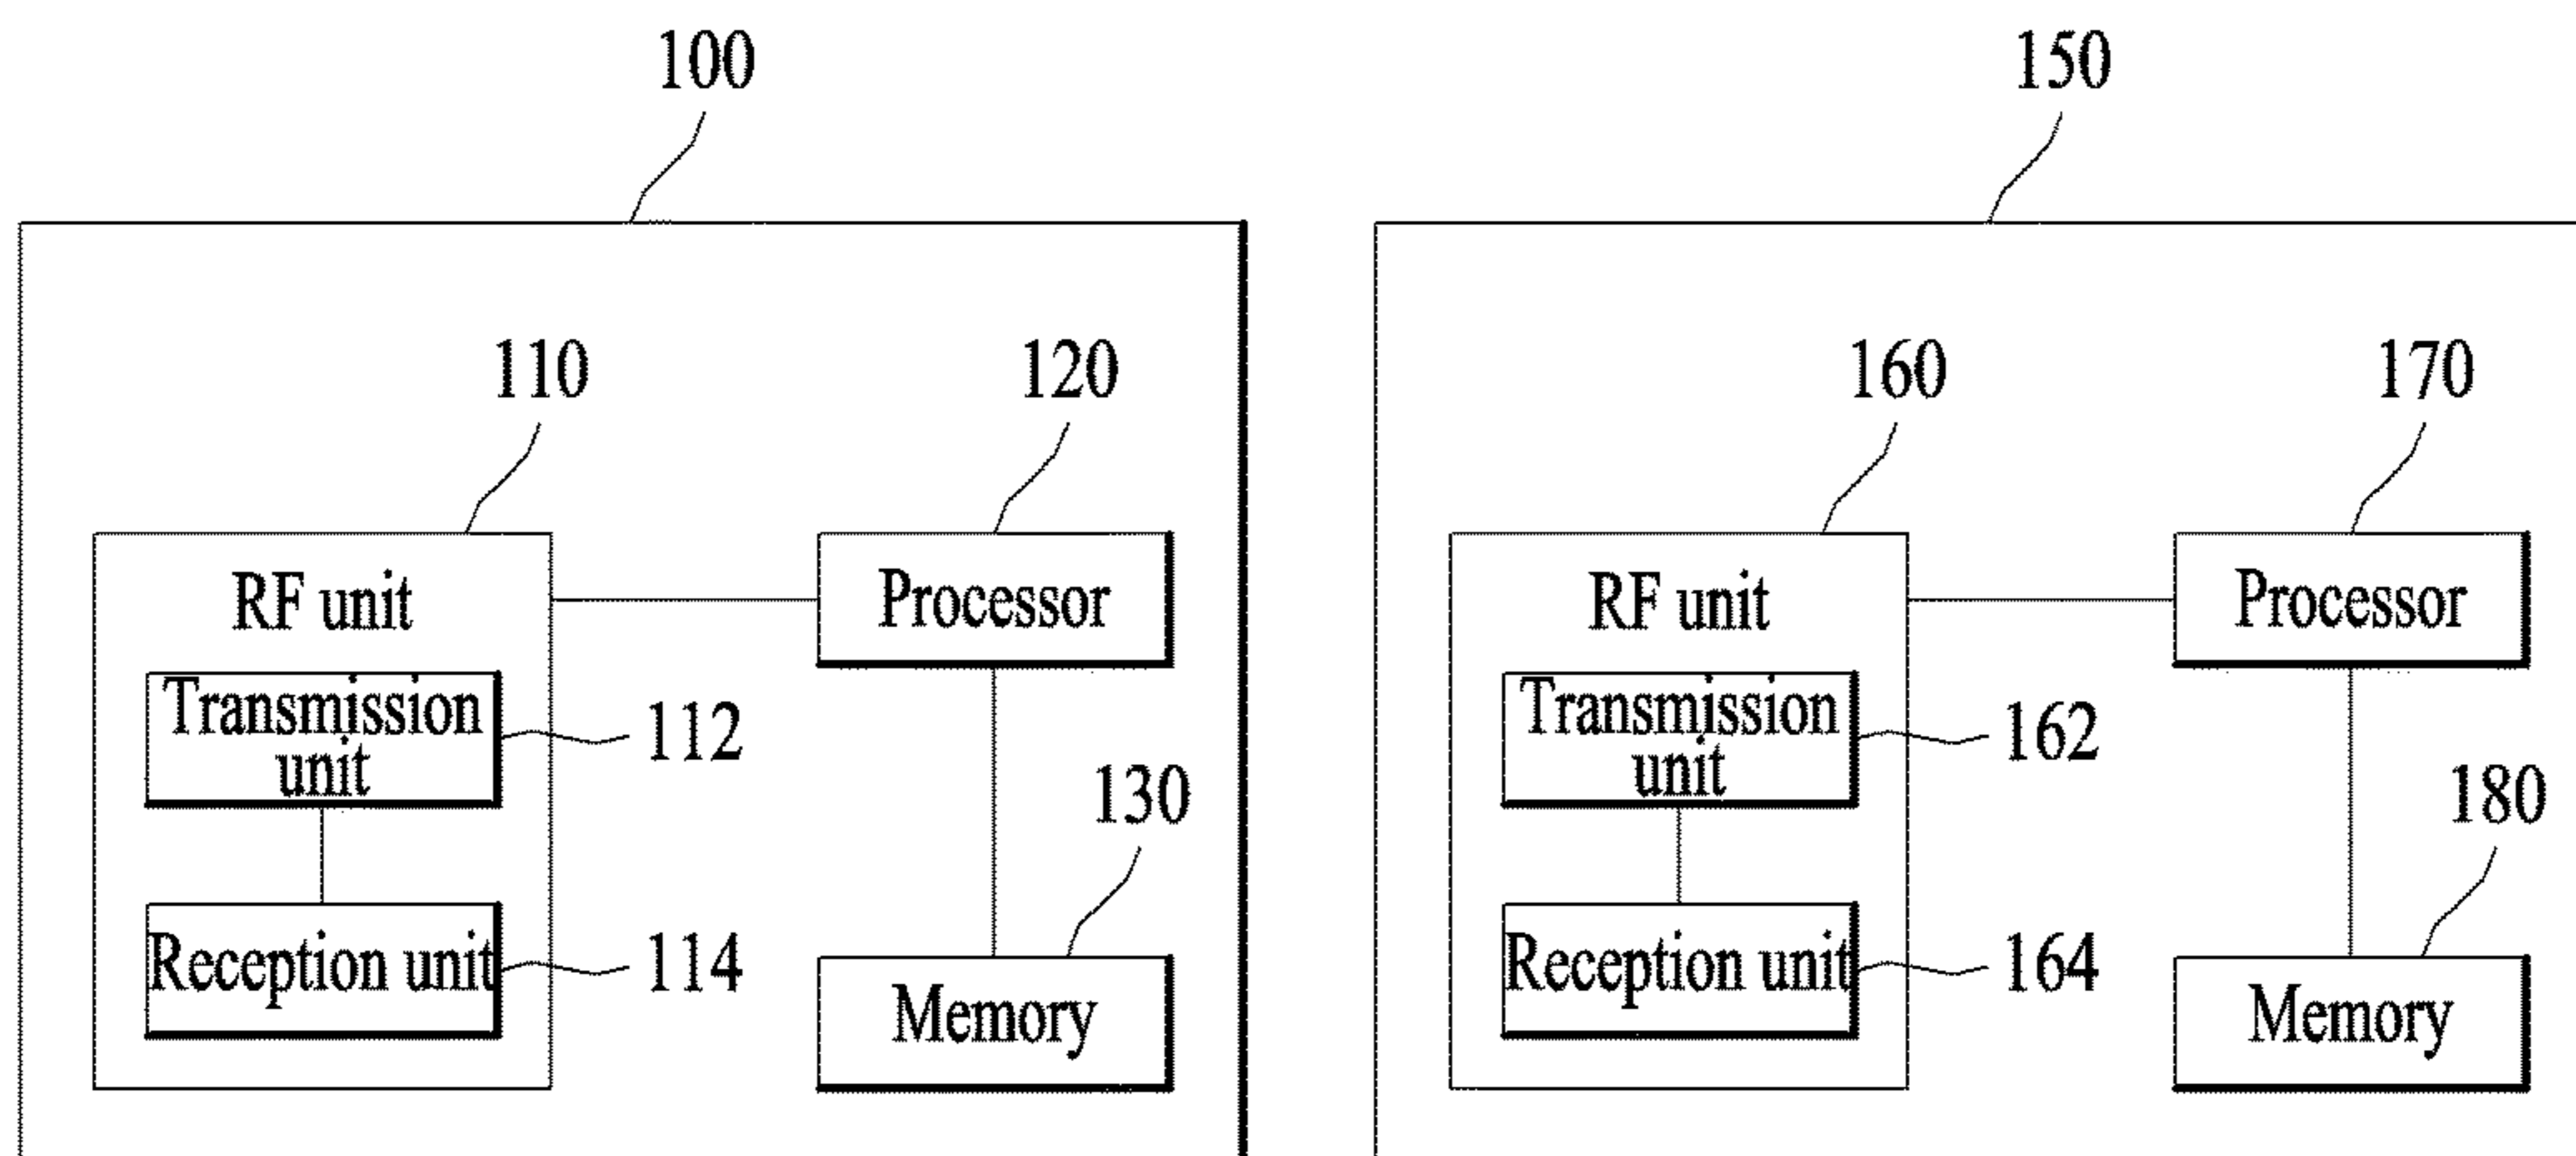 100
150
110
120
160
170
RF unit
Processor
RF unit
Processor
Transmission
unit
112
Transmission
unit
162
130
180
Reception unit
114
Memory
Reception unit
164
Memory